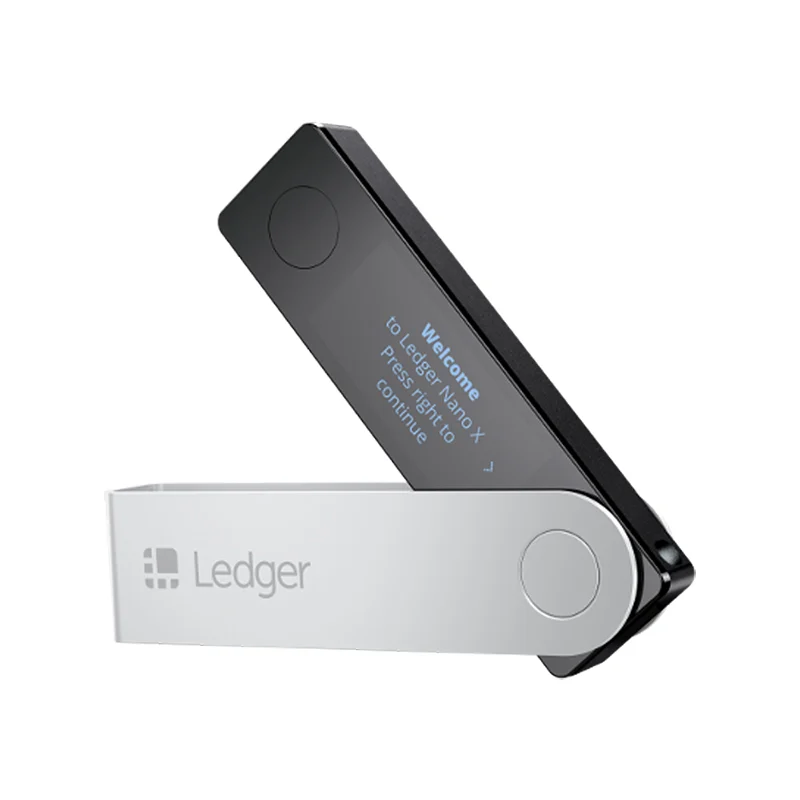 Welcome
to Ledger Nano X
Press right to
continue
Ledger